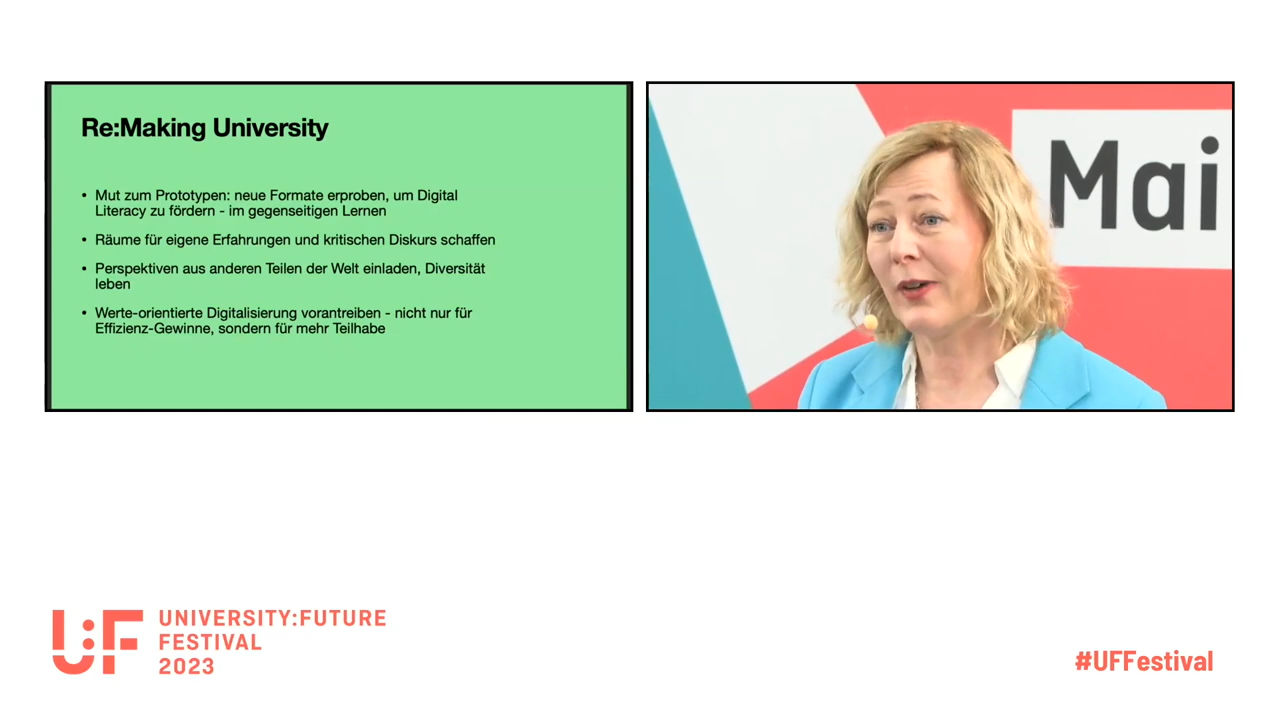 Re:Making University
• Mut zum Prototypen: neue Formate erproben, um Digital
Literacy zu fördern - im gegenseitigen Lernen
• Räume für eigene Erfahrungen und kritischen Diskurs schaffen
• Perspektiven aus anderen Teilen der Welt einladen, Diversität
leben
• Werte-orientierte Digitalisierung vorantreiben - nicht nur für
Effizienz-Gewinne, sondern für mehr Teilhabe
Mai
U:F
UNIVERSITY:FUTURE
FESTIVAL
2023
#UFFestival